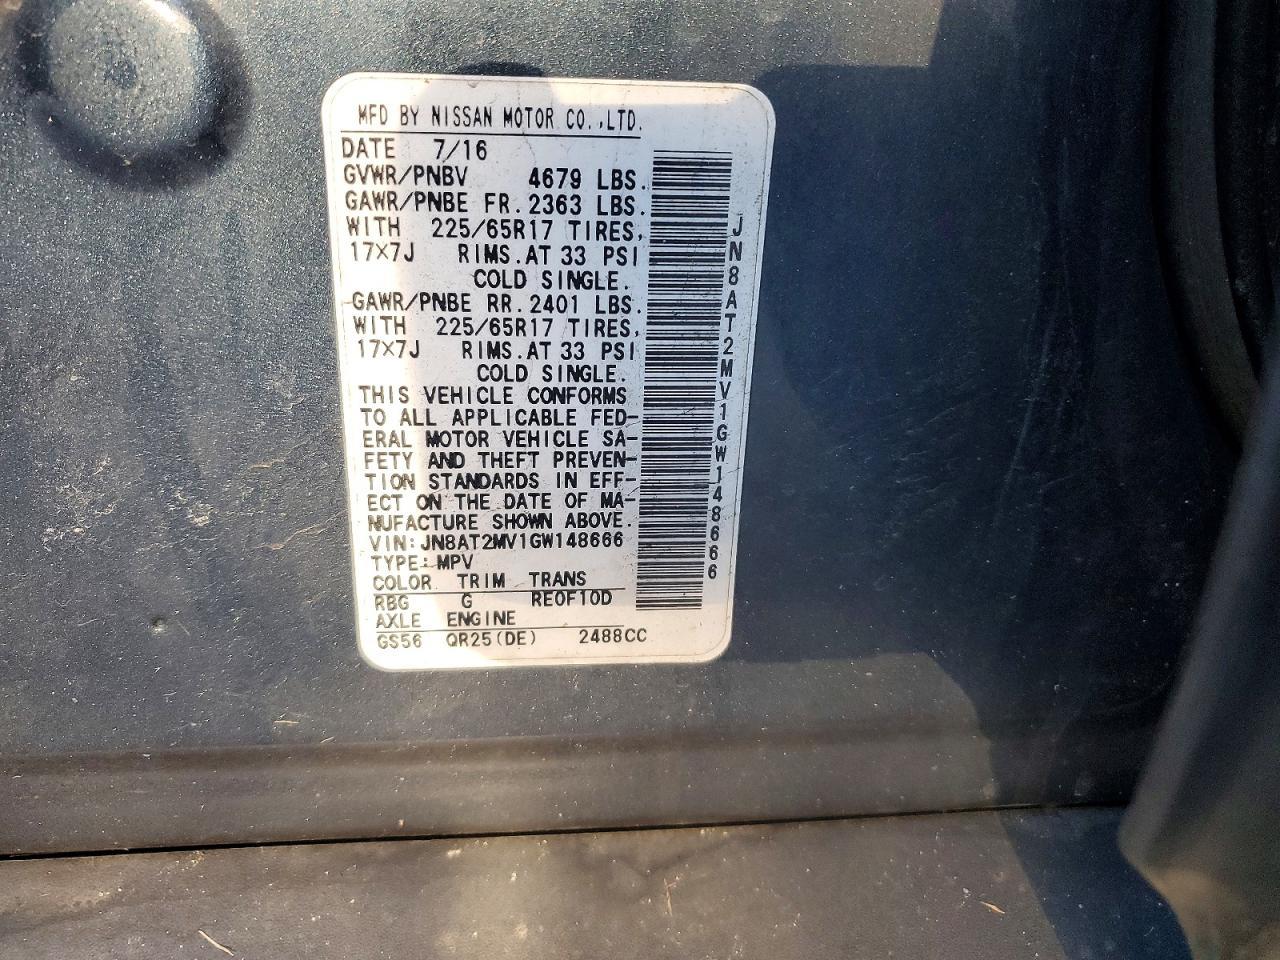 MFD BY NISSAN MOTOR CO.,LTD.
DATE 7/16
GVWR/PNBV 4679 LBS.
GAWR/PNBE FR. 2363 LBS.
WITH 225/65R17 TIRES,
17×7J RIMS.AT 33 PSI
COLD SINGLE.
GAWR/PNBE RR. 2401 LBS.
WITH 225/65R17 TIRES,
17×7J RIMS.AT 33 PSI
COLD SINGLE.
THIS VEHICLE CONFORMS
TO ALL APPLICABLE FED-
ERAL MOTOR VEHICLE SA-
FETY AND THEFT PREVEN-
TION STANDARDS IN EFF-
ECT ON THE DATE OF MA-
NUFACTURE SHOWN ABOVE.
VIN: JN8AT2MV1GW148666
TYPE: MPV
COLOR TRIM TRANS
RBG G RE0F10D
AXLE ENGINE
GS56 QR25(DE) 2488CC
JN8AT2MV1GW148666